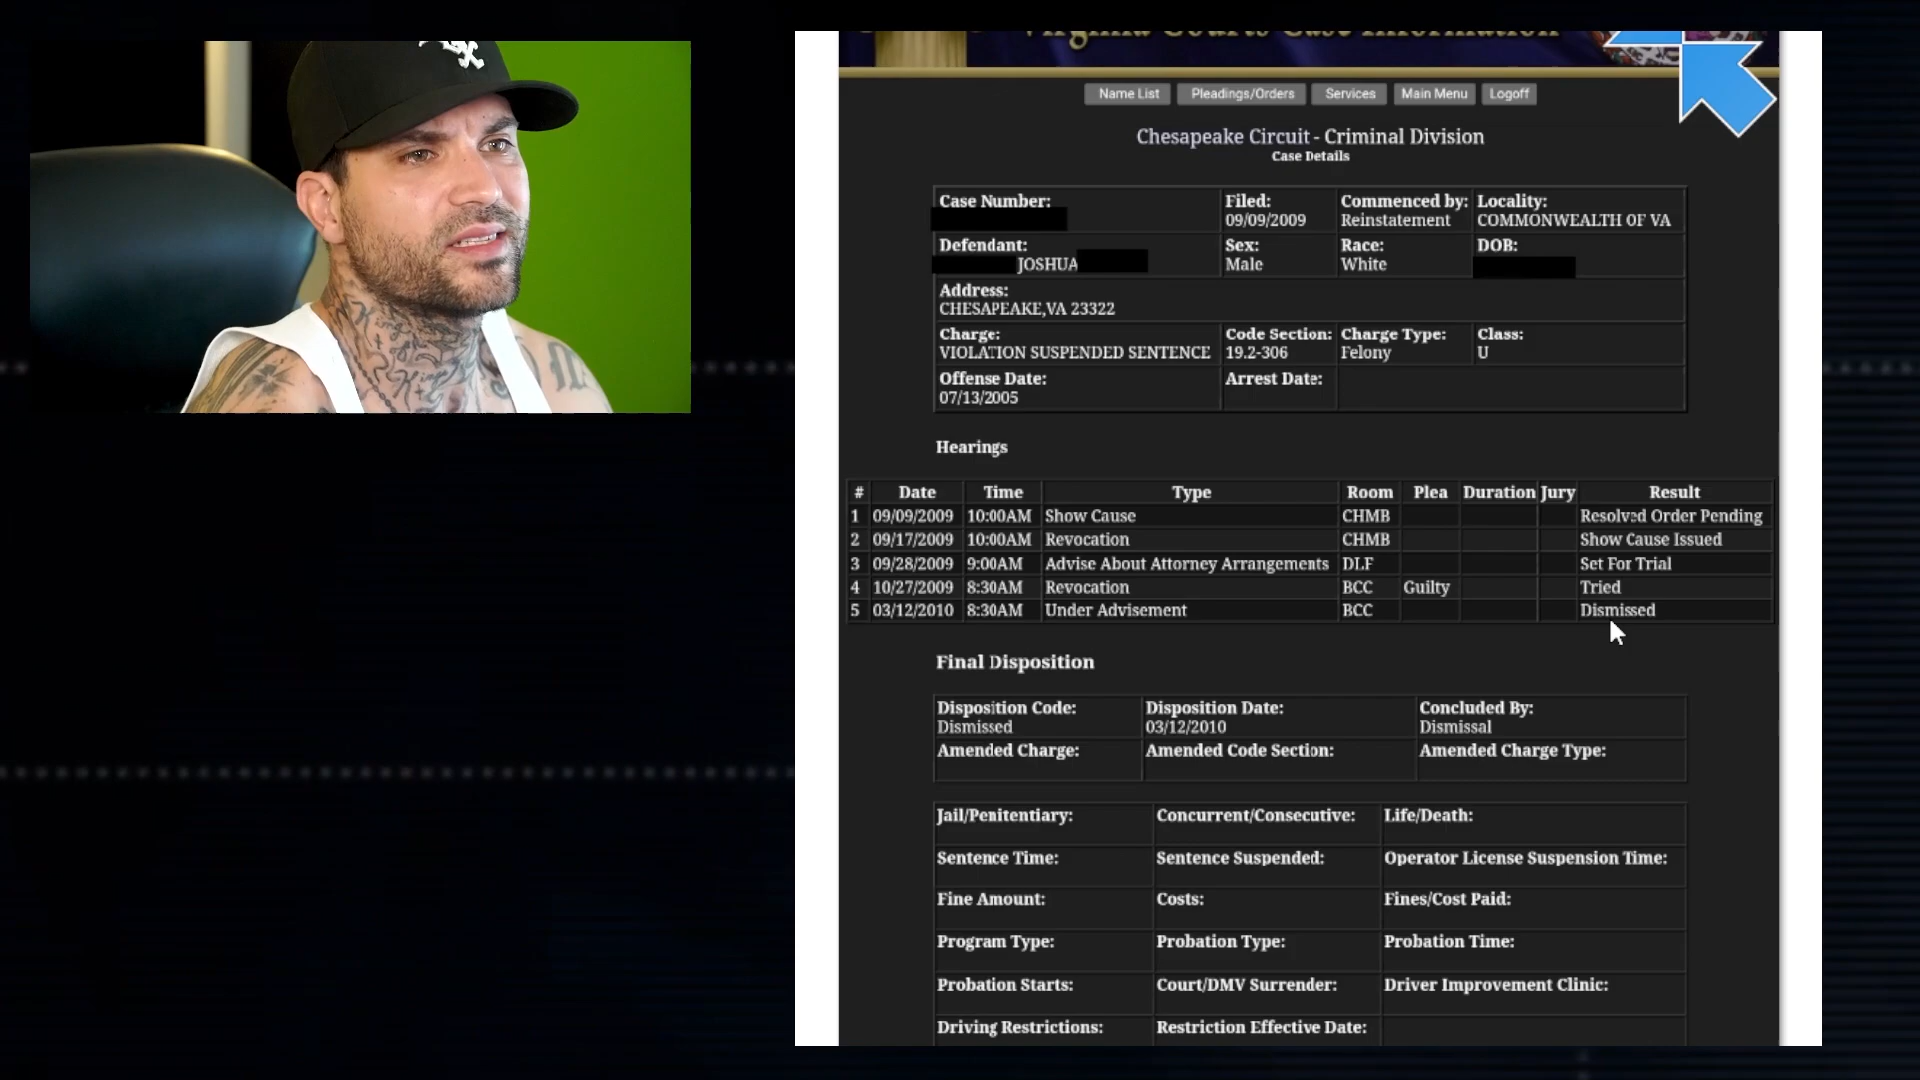 Virginia Courts Case Information
Name List Pleadings/Orders Services Main Menu Logoff
Chesapeake Circuit - Criminal Division
Case Details
Case Number: Filed: Commenced by: Locality:
09/09/2009 Reinstatement COMMONWEALTH OF VA
Defendant: Sex: Race: DOB:
JOSHUA Male White
Address:
CHESAPEAKE,VA 23322
Charge: Code Section: Charge Type: Class:
VIOLATION SUSPENDED SENTENCE 19.2-306 Felony U
Offense Date: Arrest Date:
07/13/2005
Hearings
# Date Time Type Room Plea Duration Jury Result
1 09/09/2009 10:00AM Show Cause CHMB Resolved Order Pending
2 09/17/2009 10:00AM Revocation CHMB Show Cause Issued
3 09/28/2009 9:00AM Advise About Attorney Arrangements DLF Set For Trial
4 10/27/2009 8:30AM Revocation BCC Guilty Tried
5 03/12/2010 8:30AM Under Advisement BCC Dismissed
Final Disposition
Disposition Code: Disposition Date: Concluded By:
Dismissed 03/12/2010 Dismissal
Amended Charge: Amended Code Section: Amended Charge Type:
Jail/Penitentiary: Concurrent/Consecutive: Life/Death:
Sentence Time: Sentence Suspended: Operator License Suspension Time:
Fine Amount: Costs: Fines/Cost Paid:
Program Type: Probation Type: Probation Time:
Probation Starts: Court/DMV Surrender: Driver Improvement Clinic:
Driving Restrictions: Restriction Effective Date: